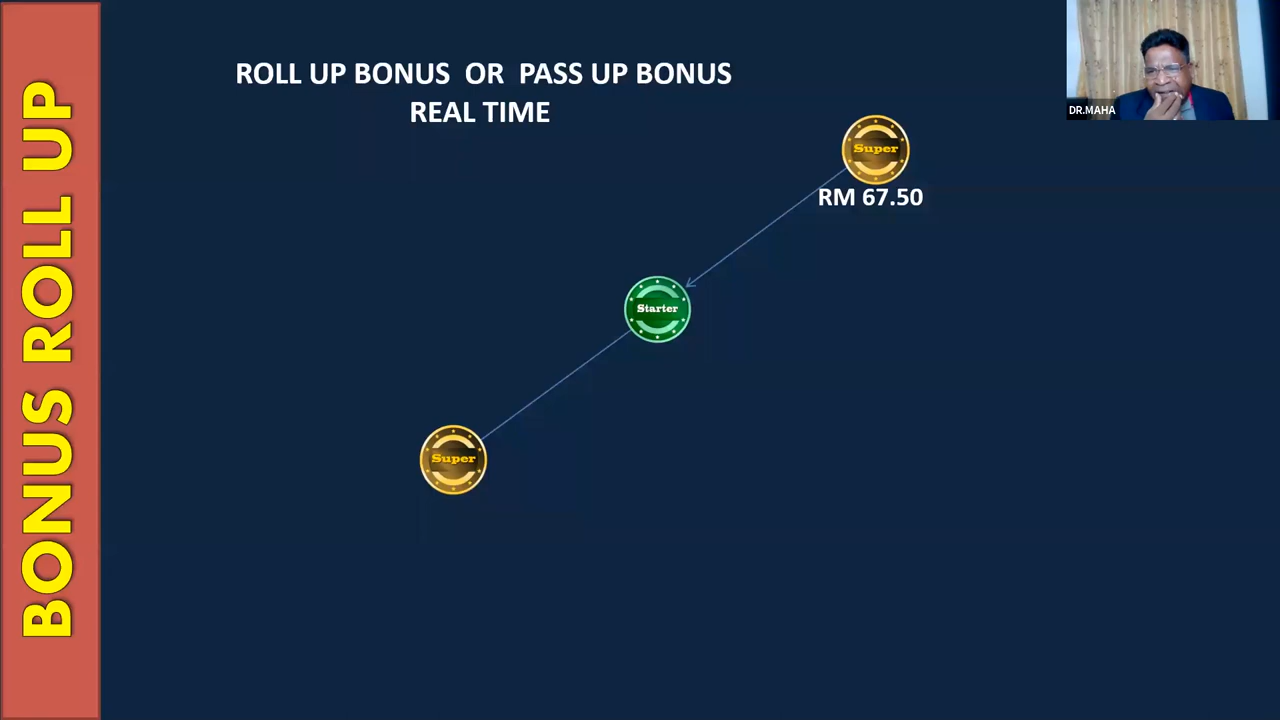 BONUS ROLL UP
ROLL UP BONUS OR PASS UP BONUS
REAL TIME
DR.MAHA
Super
RM 67.50
Starter
Super